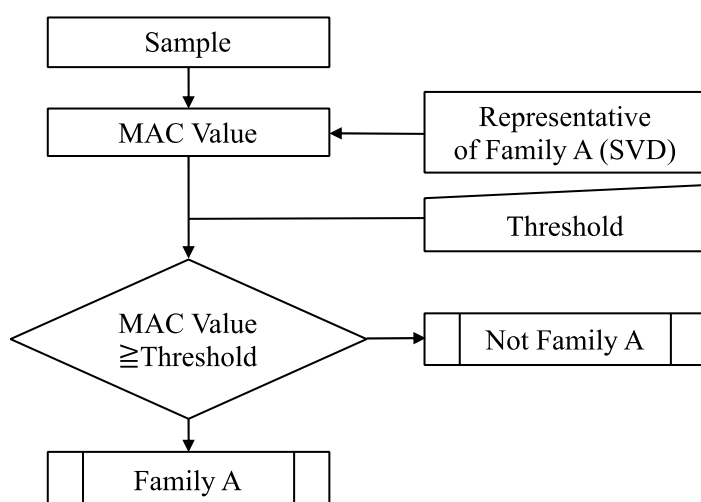 Sample
MAC Value
Representative
of Family A (SVD)
Threshold
MAC Value
≧Threshold
Not Family A
Family A